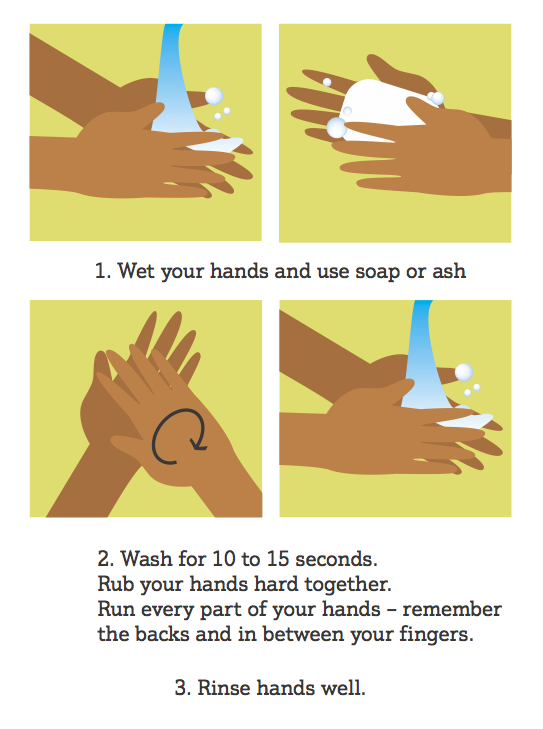 1. Wet your hands and use soap or ash
2. Wash for 10 to 15 seconds.
Rub your hands hard together.
Run every part of your hands – remember
the backs and in between your fingers.
3. Rinse hands well.